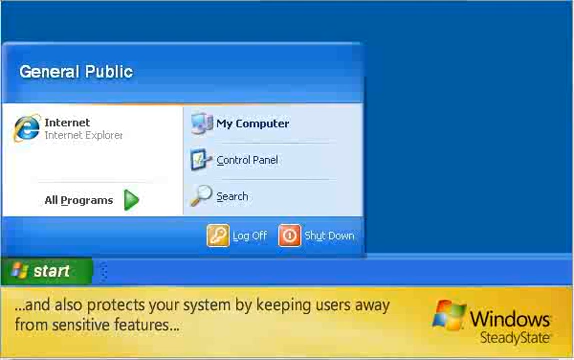 General Public
Internet
Internet Explorer
All Programs
My Computer
Control Panel
Search
Log Off
Shut Down
start
...and also protects your system by keeping users away
from sensitive features...
Windows
SteadyState